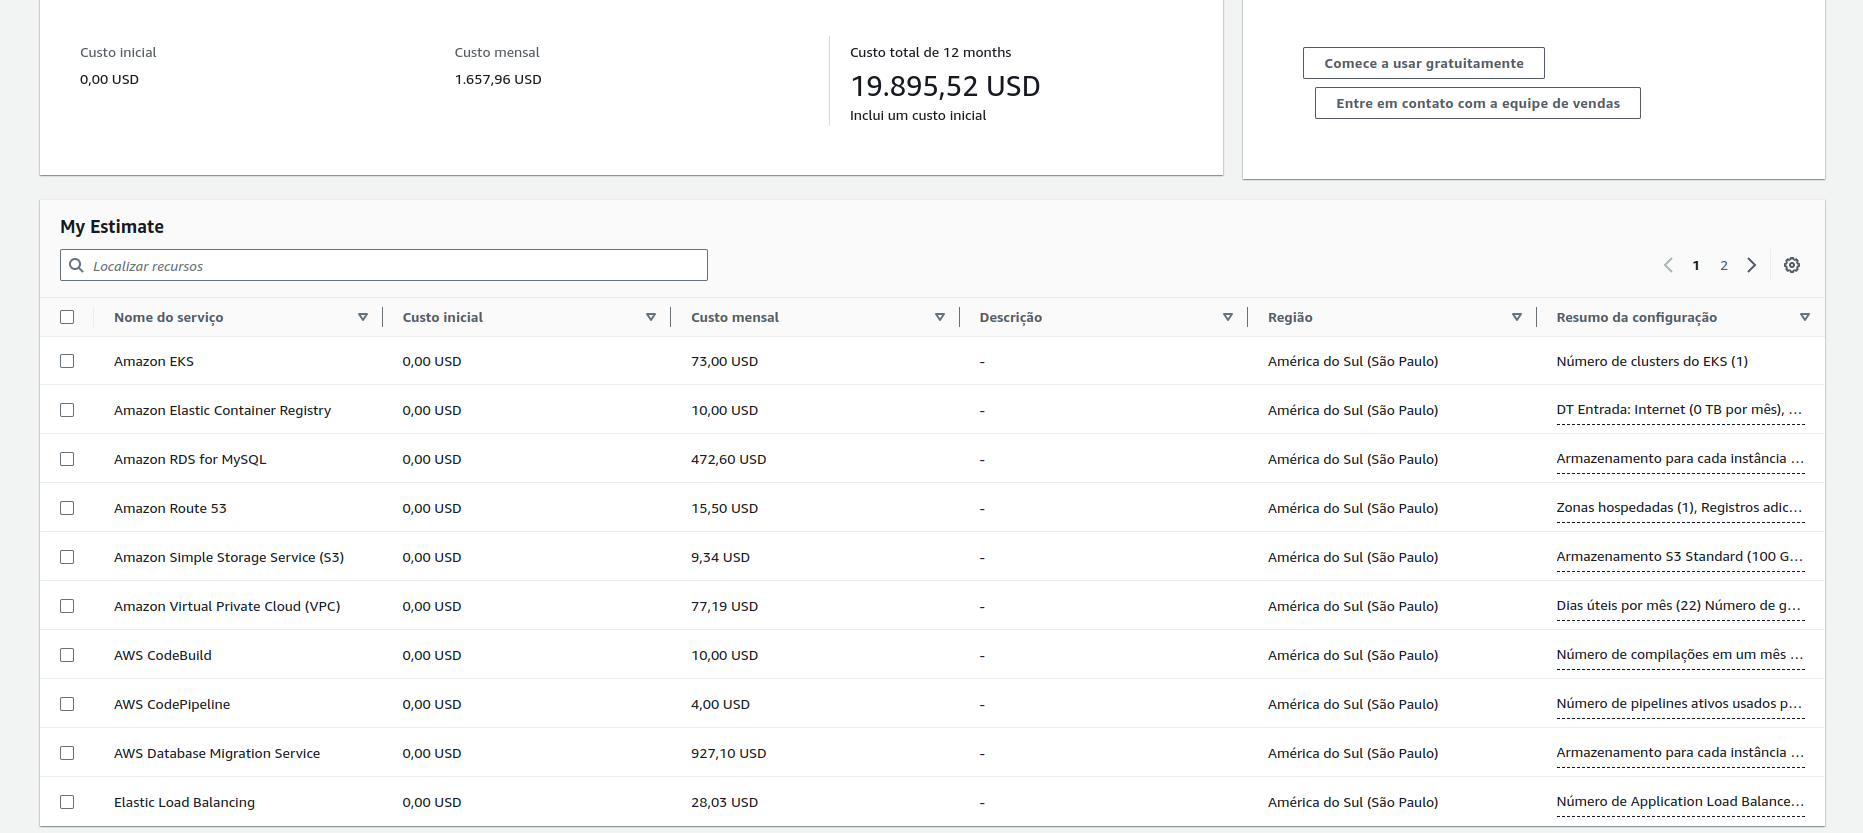 Custo inicial
0,00 USD
Custo mensal
1.657,96 USD
Custo total de 12 months
19.895,52 USD
Inclui um custo inicial
Comece a usar gratuitamente
Entre em contato com a equipe de vendas
My Estimate
Localizar recursos
1 2
Nome do serviço Custo inicial Custo mensal Descrição Região Resumo da configuração
Amazon EKS 0,00 USD 73,00 USD - América do Sul (São Paulo) Número de clusters do EKS (1)
Amazon Elastic Container Registry 0,00 USD 10,00 USD - América do Sul (São Paulo) DT Entrada: Internet (0 TB por mês), ...
Amazon RDS for MySQL 0,00 USD 472,60 USD - América do Sul (São Paulo) Armazenamento para cada instância ...
Amazon Route 53 0,00 USD 15,50 USD - América do Sul (São Paulo) Zonas hospedadas (1), Registros adic...
Amazon Simple Storage Service (S3) 0,00 USD 9,34 USD - América do Sul (São Paulo) Armazenamento S3 Standard (100 G...
Amazon Virtual Private Cloud (VPC) 0,00 USD 77,19 USD - América do Sul (São Paulo) Dias úteis por mês (22) Número de g...
AWS CodeBuild 0,00 USD 10,00 USD - América do Sul (São Paulo) Número de compilações em um mês ...
AWS CodePipeline 0,00 USD 4,00 USD - América do Sul (São Paulo) Número de pipelines ativos usados p...
AWS Database Migration Service 0,00 USD 927,10 USD - América do Sul (São Paulo) Armazenamento para cada instância ...
Elastic Load Balancing 0,00 USD 28,03 USD - América do Sul (São Paulo) Número de Application Load Balance...